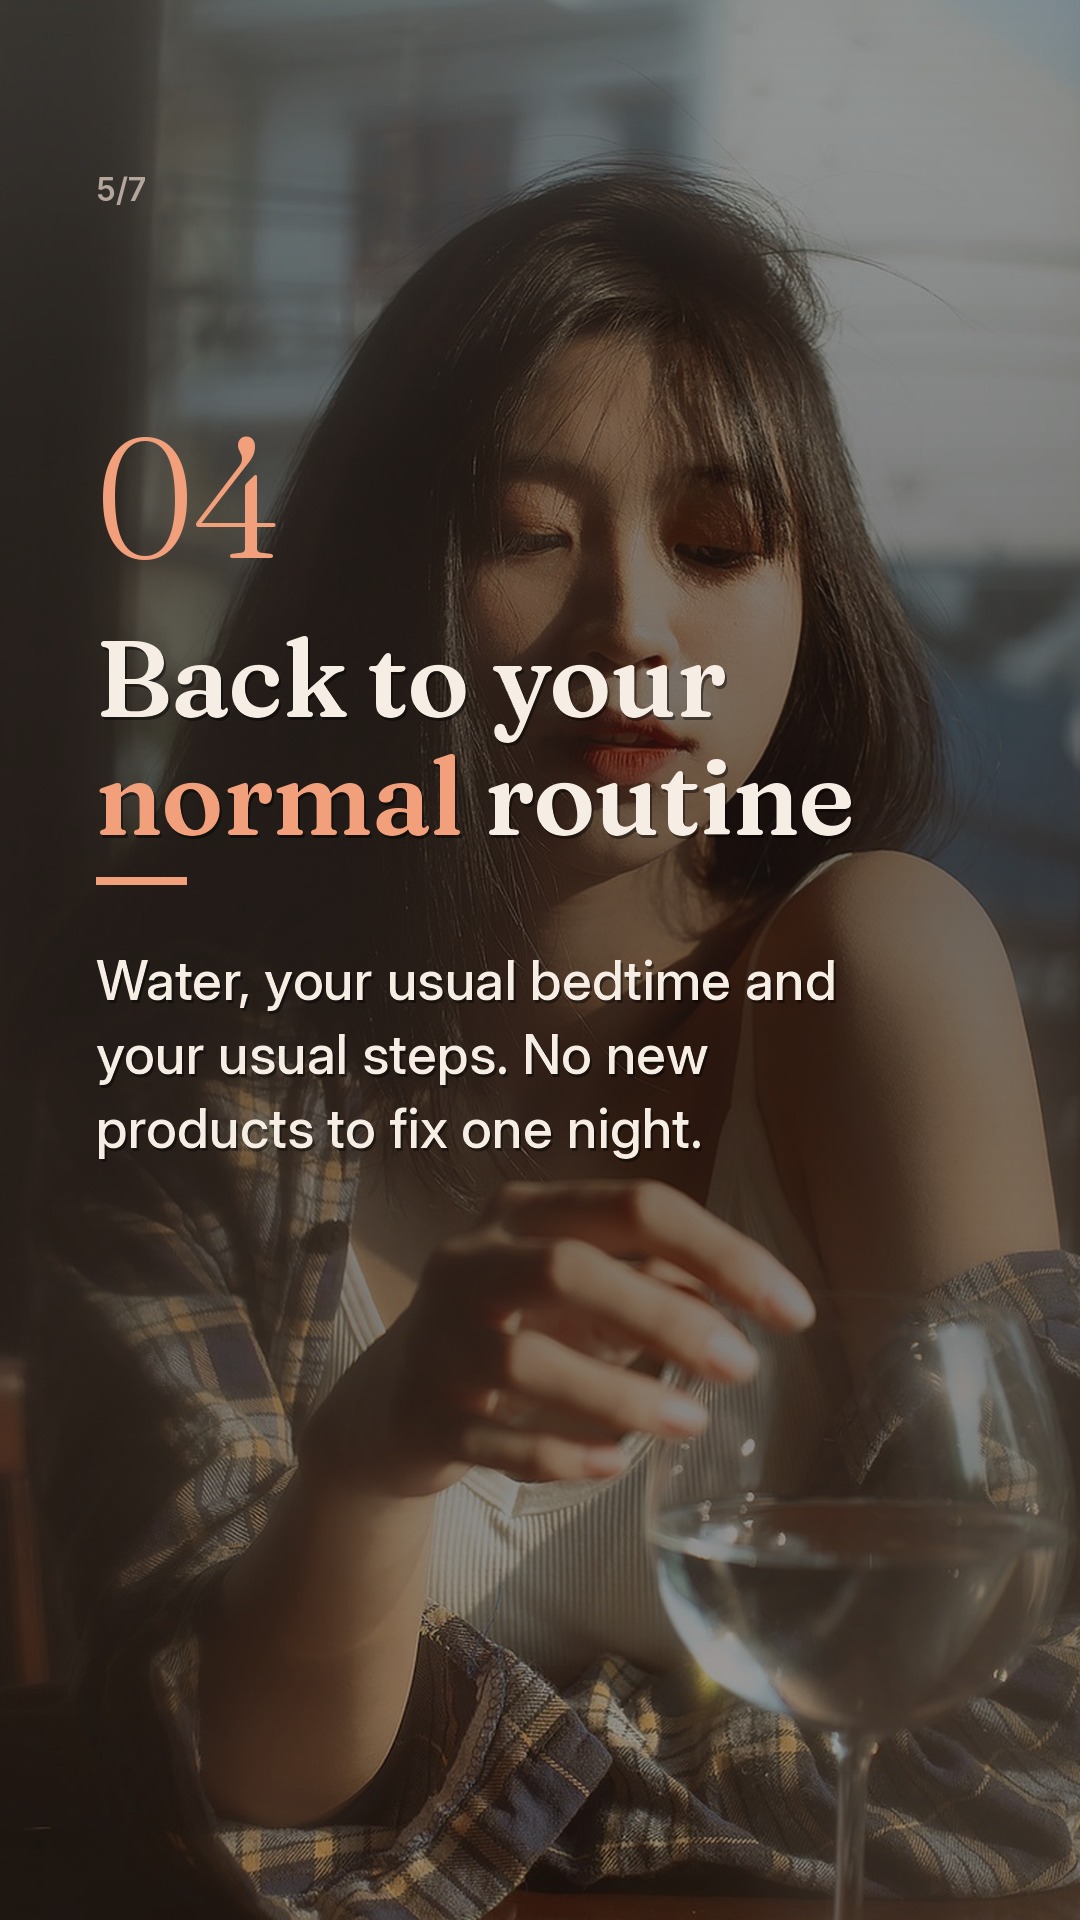 5/7
04
Back to your
normal routine
Water, your usual bedtime and
your usual steps. No new
products to fix one night.